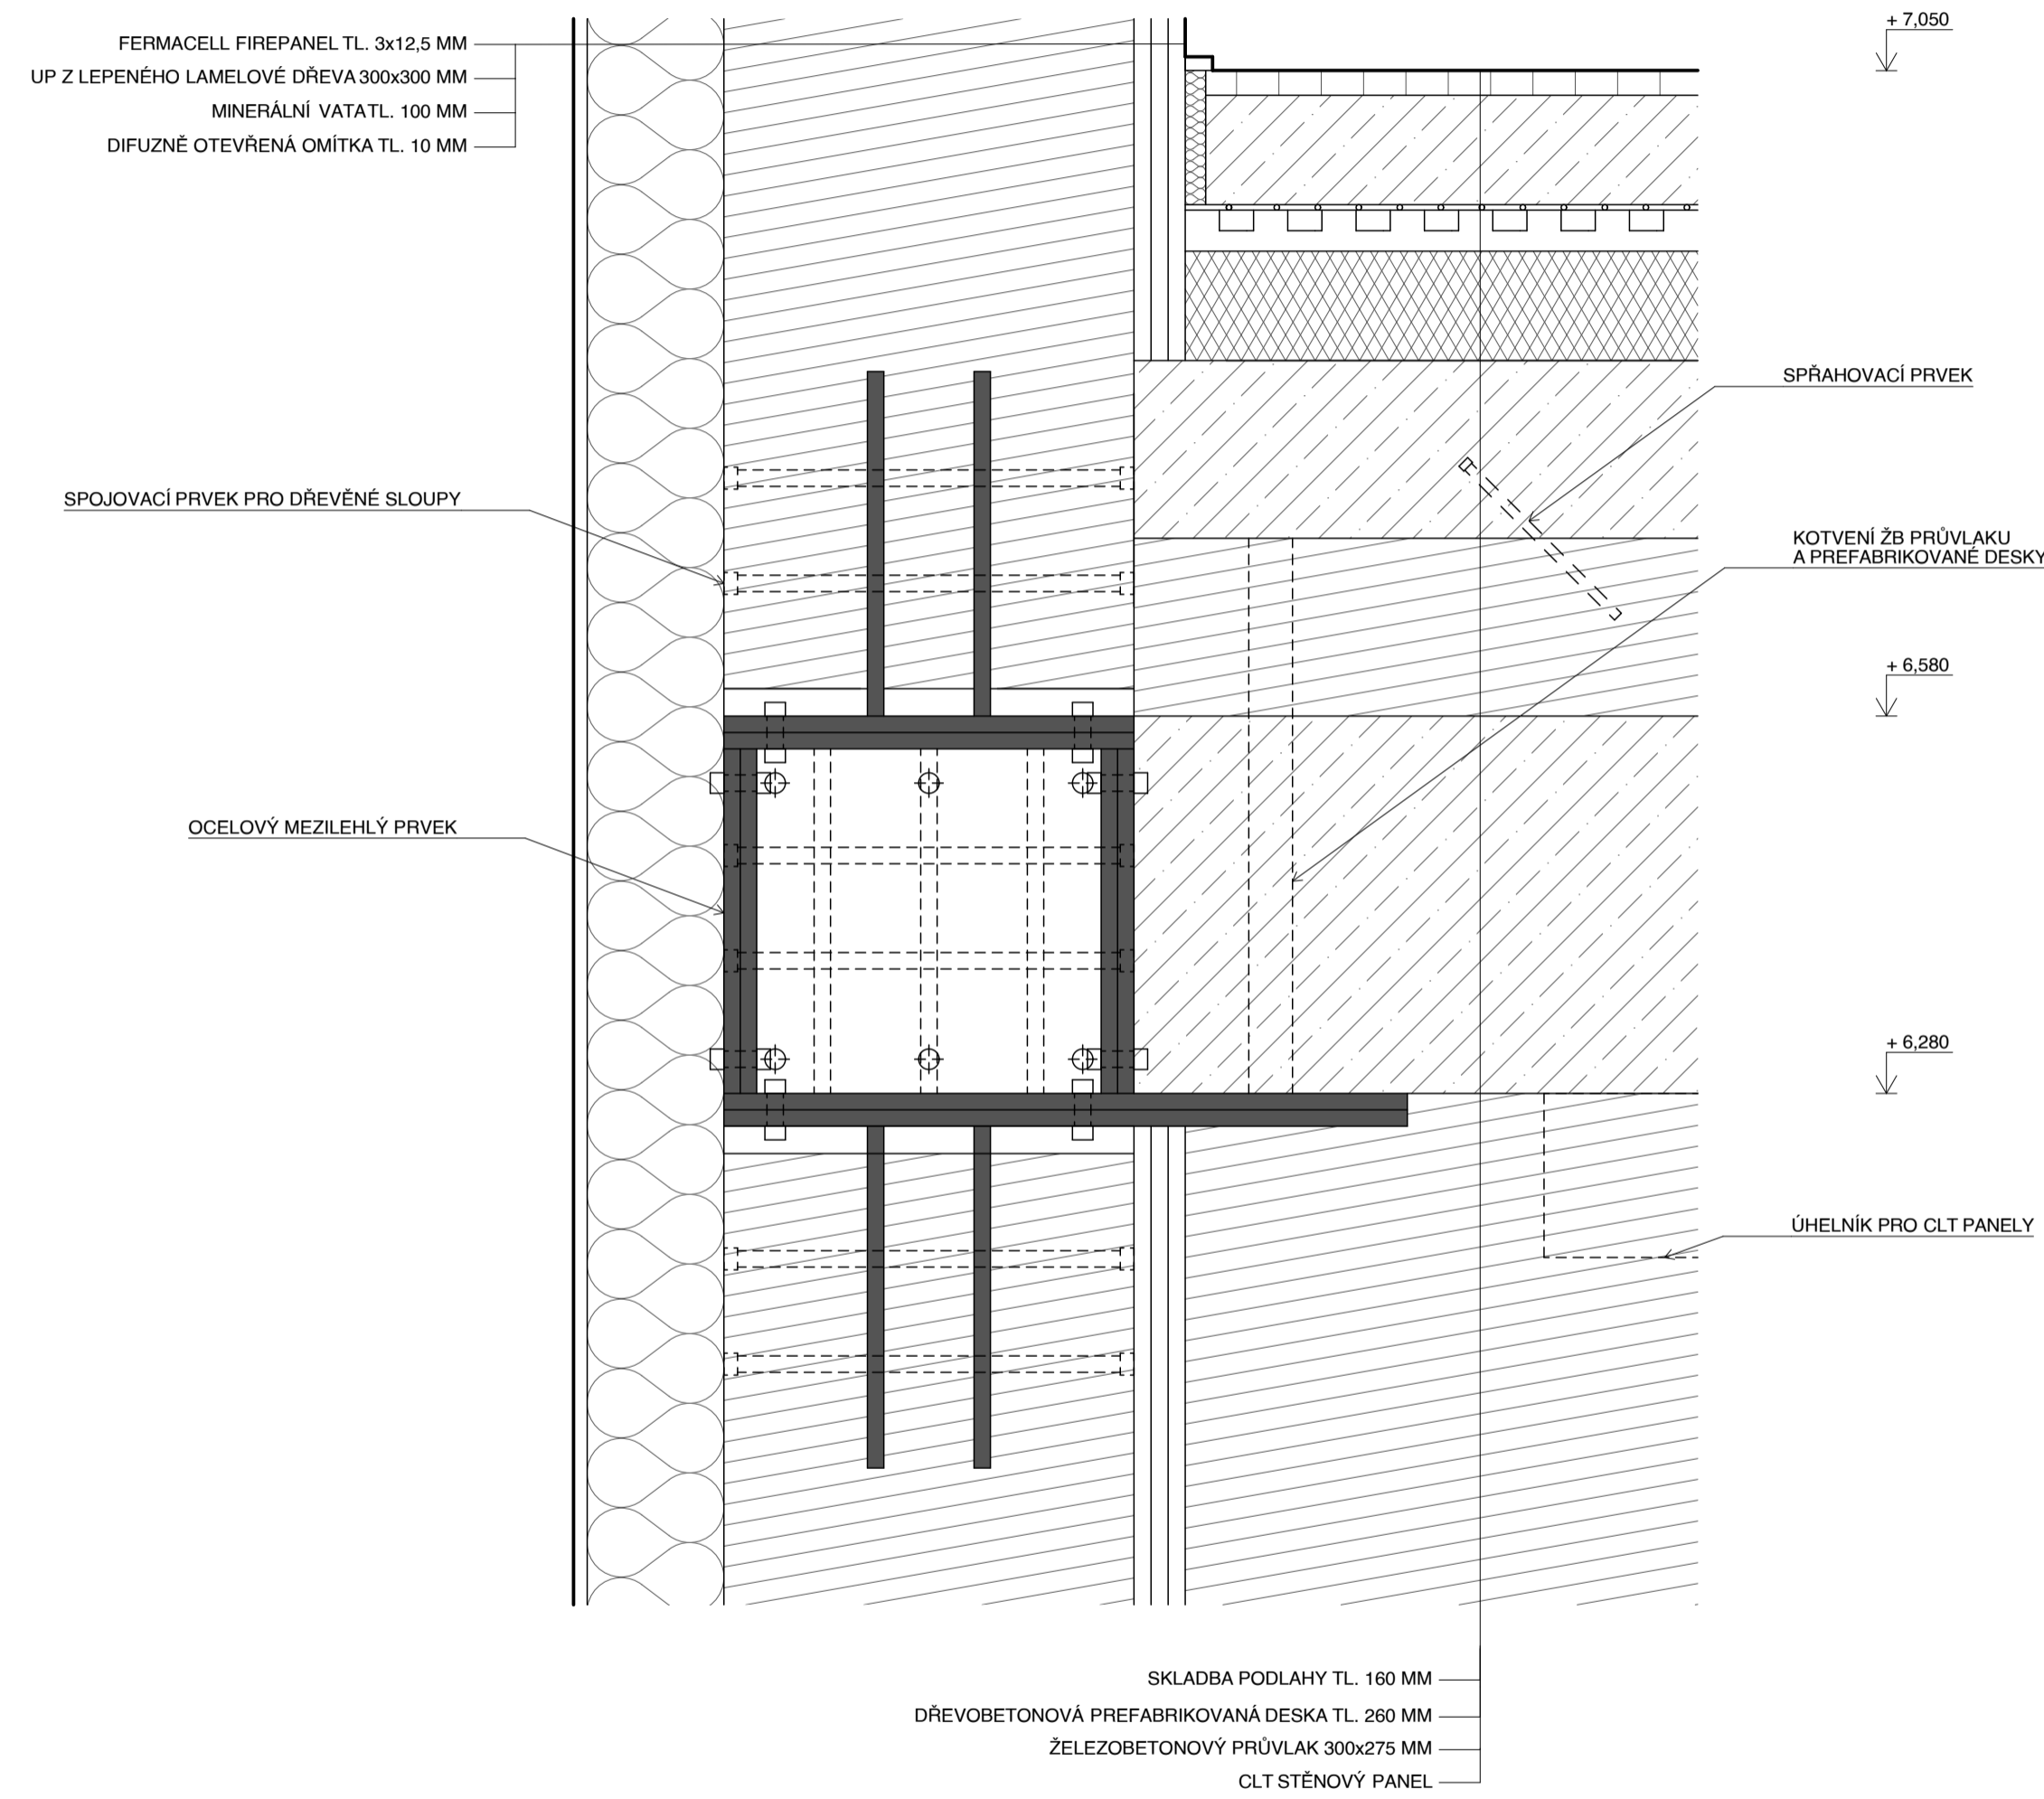 FERMACELL FIREPANEL TL. 3x12,5 MM
UP Z LEPENÉHO LAMELOVÉ DŘEVA 300x300 MM
MINERÁLNÍ VATA TL. 100 MM
DIFUZNĚ OTEVŘENÁ OMÍTKA TL. 10 MM
+ 7,050
SPŘAHOVACÍ PRVEK
SPOJOVACÍ PRVEK PRO DŘEVĚNÉ SLOUPY
KOTVENÍ ŽB PRŮVLAKU
A PREFABRIKOVANÉ DESKY
+ 6,580
OCELOVÝ MEZILEHLÝ PRVEK
+ 6,280
ÚHELNÍK PRO CLT PANELY
SKLADBA PODLAHY TL. 160 MM
DŘEVOBETONOVÁ PREFABRIKOVANÁ DESKA TL. 260 MM
ŽELEZOBETONOVÝ PRŮVLAK 300x275 MM
CLT STĚNOVÝ PANEL